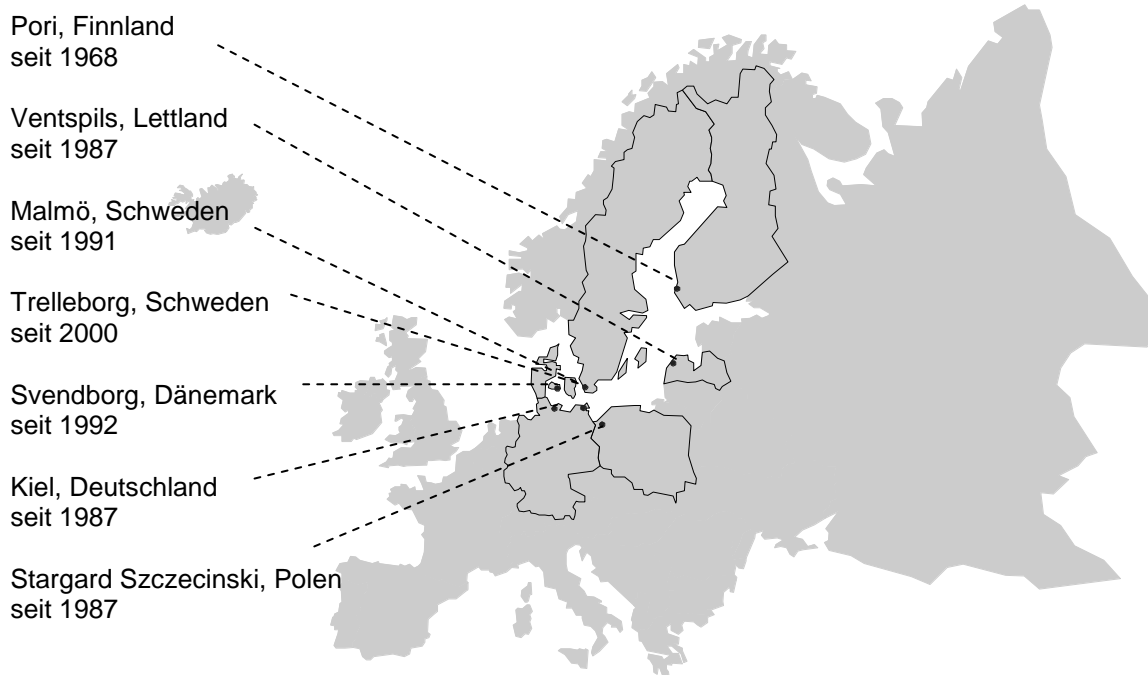 Pori, Finnland
seit 1968
Ventspils, Lettland
seit 1987
Malmö, Schweden
seit 1991
Trelleborg, Schweden
seit 2000
Svendborg, Dänemark
seit 1992
Kiel, Deutschland
seit 1987
Stargard Szczecinski, Polen
seit 1987